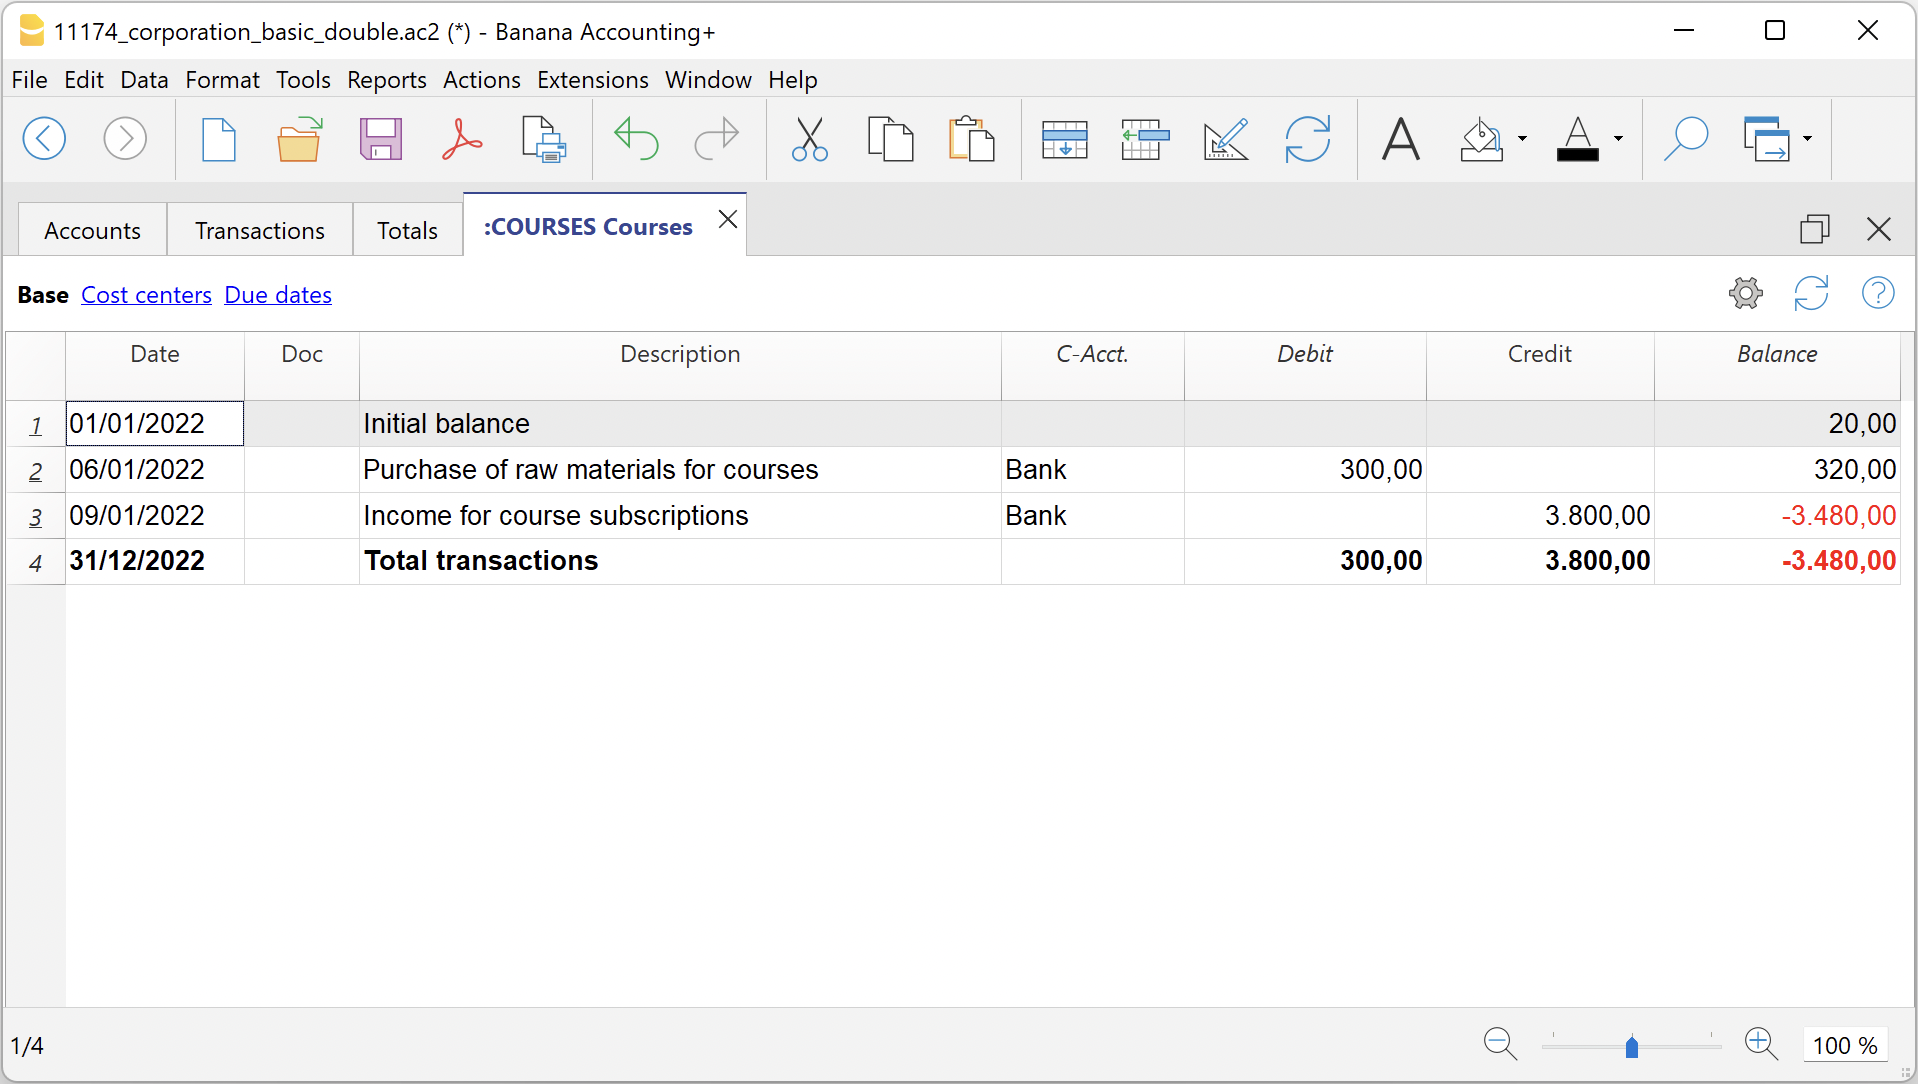 11174_corporation_basic_double.ac2 (*) - Banana Accounting+
File Edit Data Format Tools Reports Actions Extensions Window Help
Accounts Transactions Totals :COURSES Courses
Base Cost centers Due dates
Date Doc Description C-Acct. Debit Credit Balance
1 01/01/2022 Initial balance 20,00
2 06/01/2022 Purchase of raw materials for courses Bank 300,00 320,00
3 09/01/2022 Income for course subscriptions Bank 3.800,00 -3.480,00
4 31/12/2022 Total transactions 300,00 3.800,00 -3.480,00
1/4 100 %